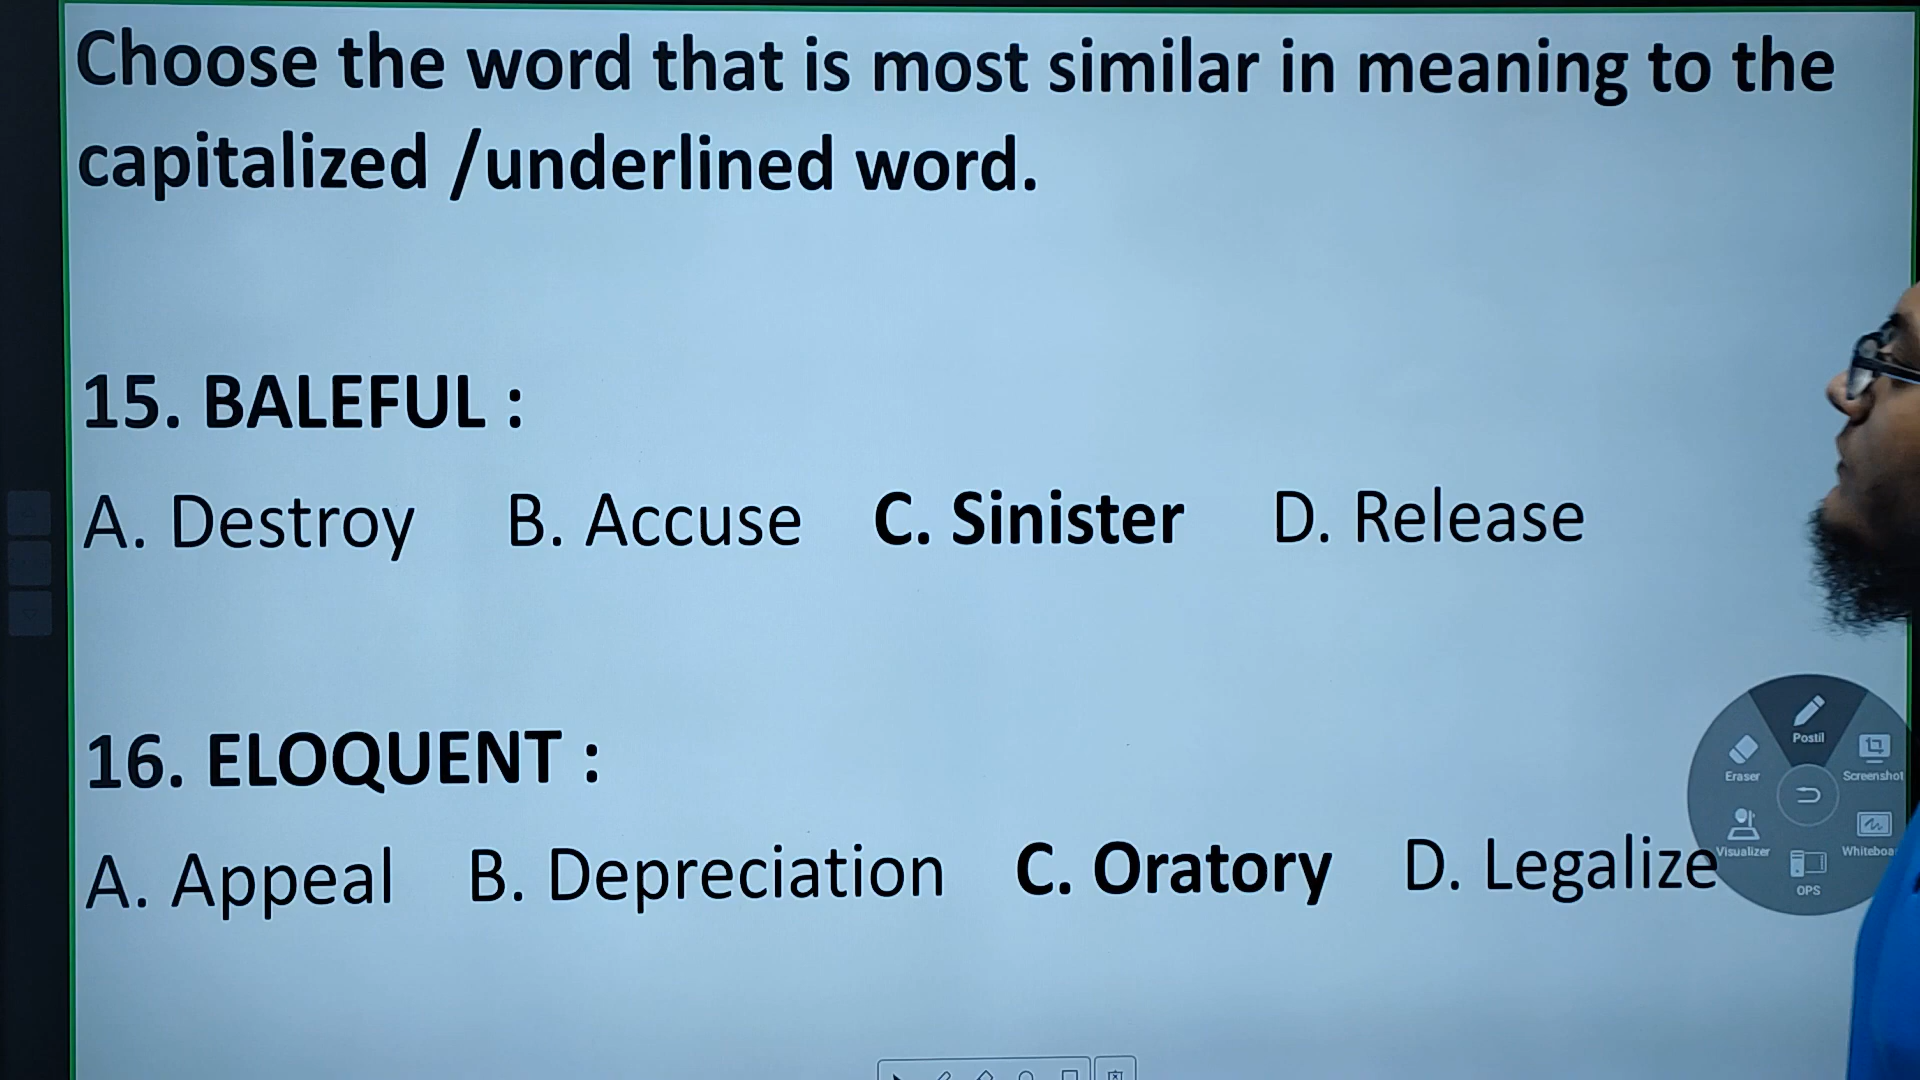 Choose the word that is most similar in meaning to the
capitalized /underlined word.
15. BALEFUL :
A. Destroy B. Accuse C. Sinister D. Release
16. ELOQUENT :
A. Appeal B. Depreciation C. Oratory D. Legalize
Postil
Eraser
Screenshot
Visualizer
Whiteboa
OPS